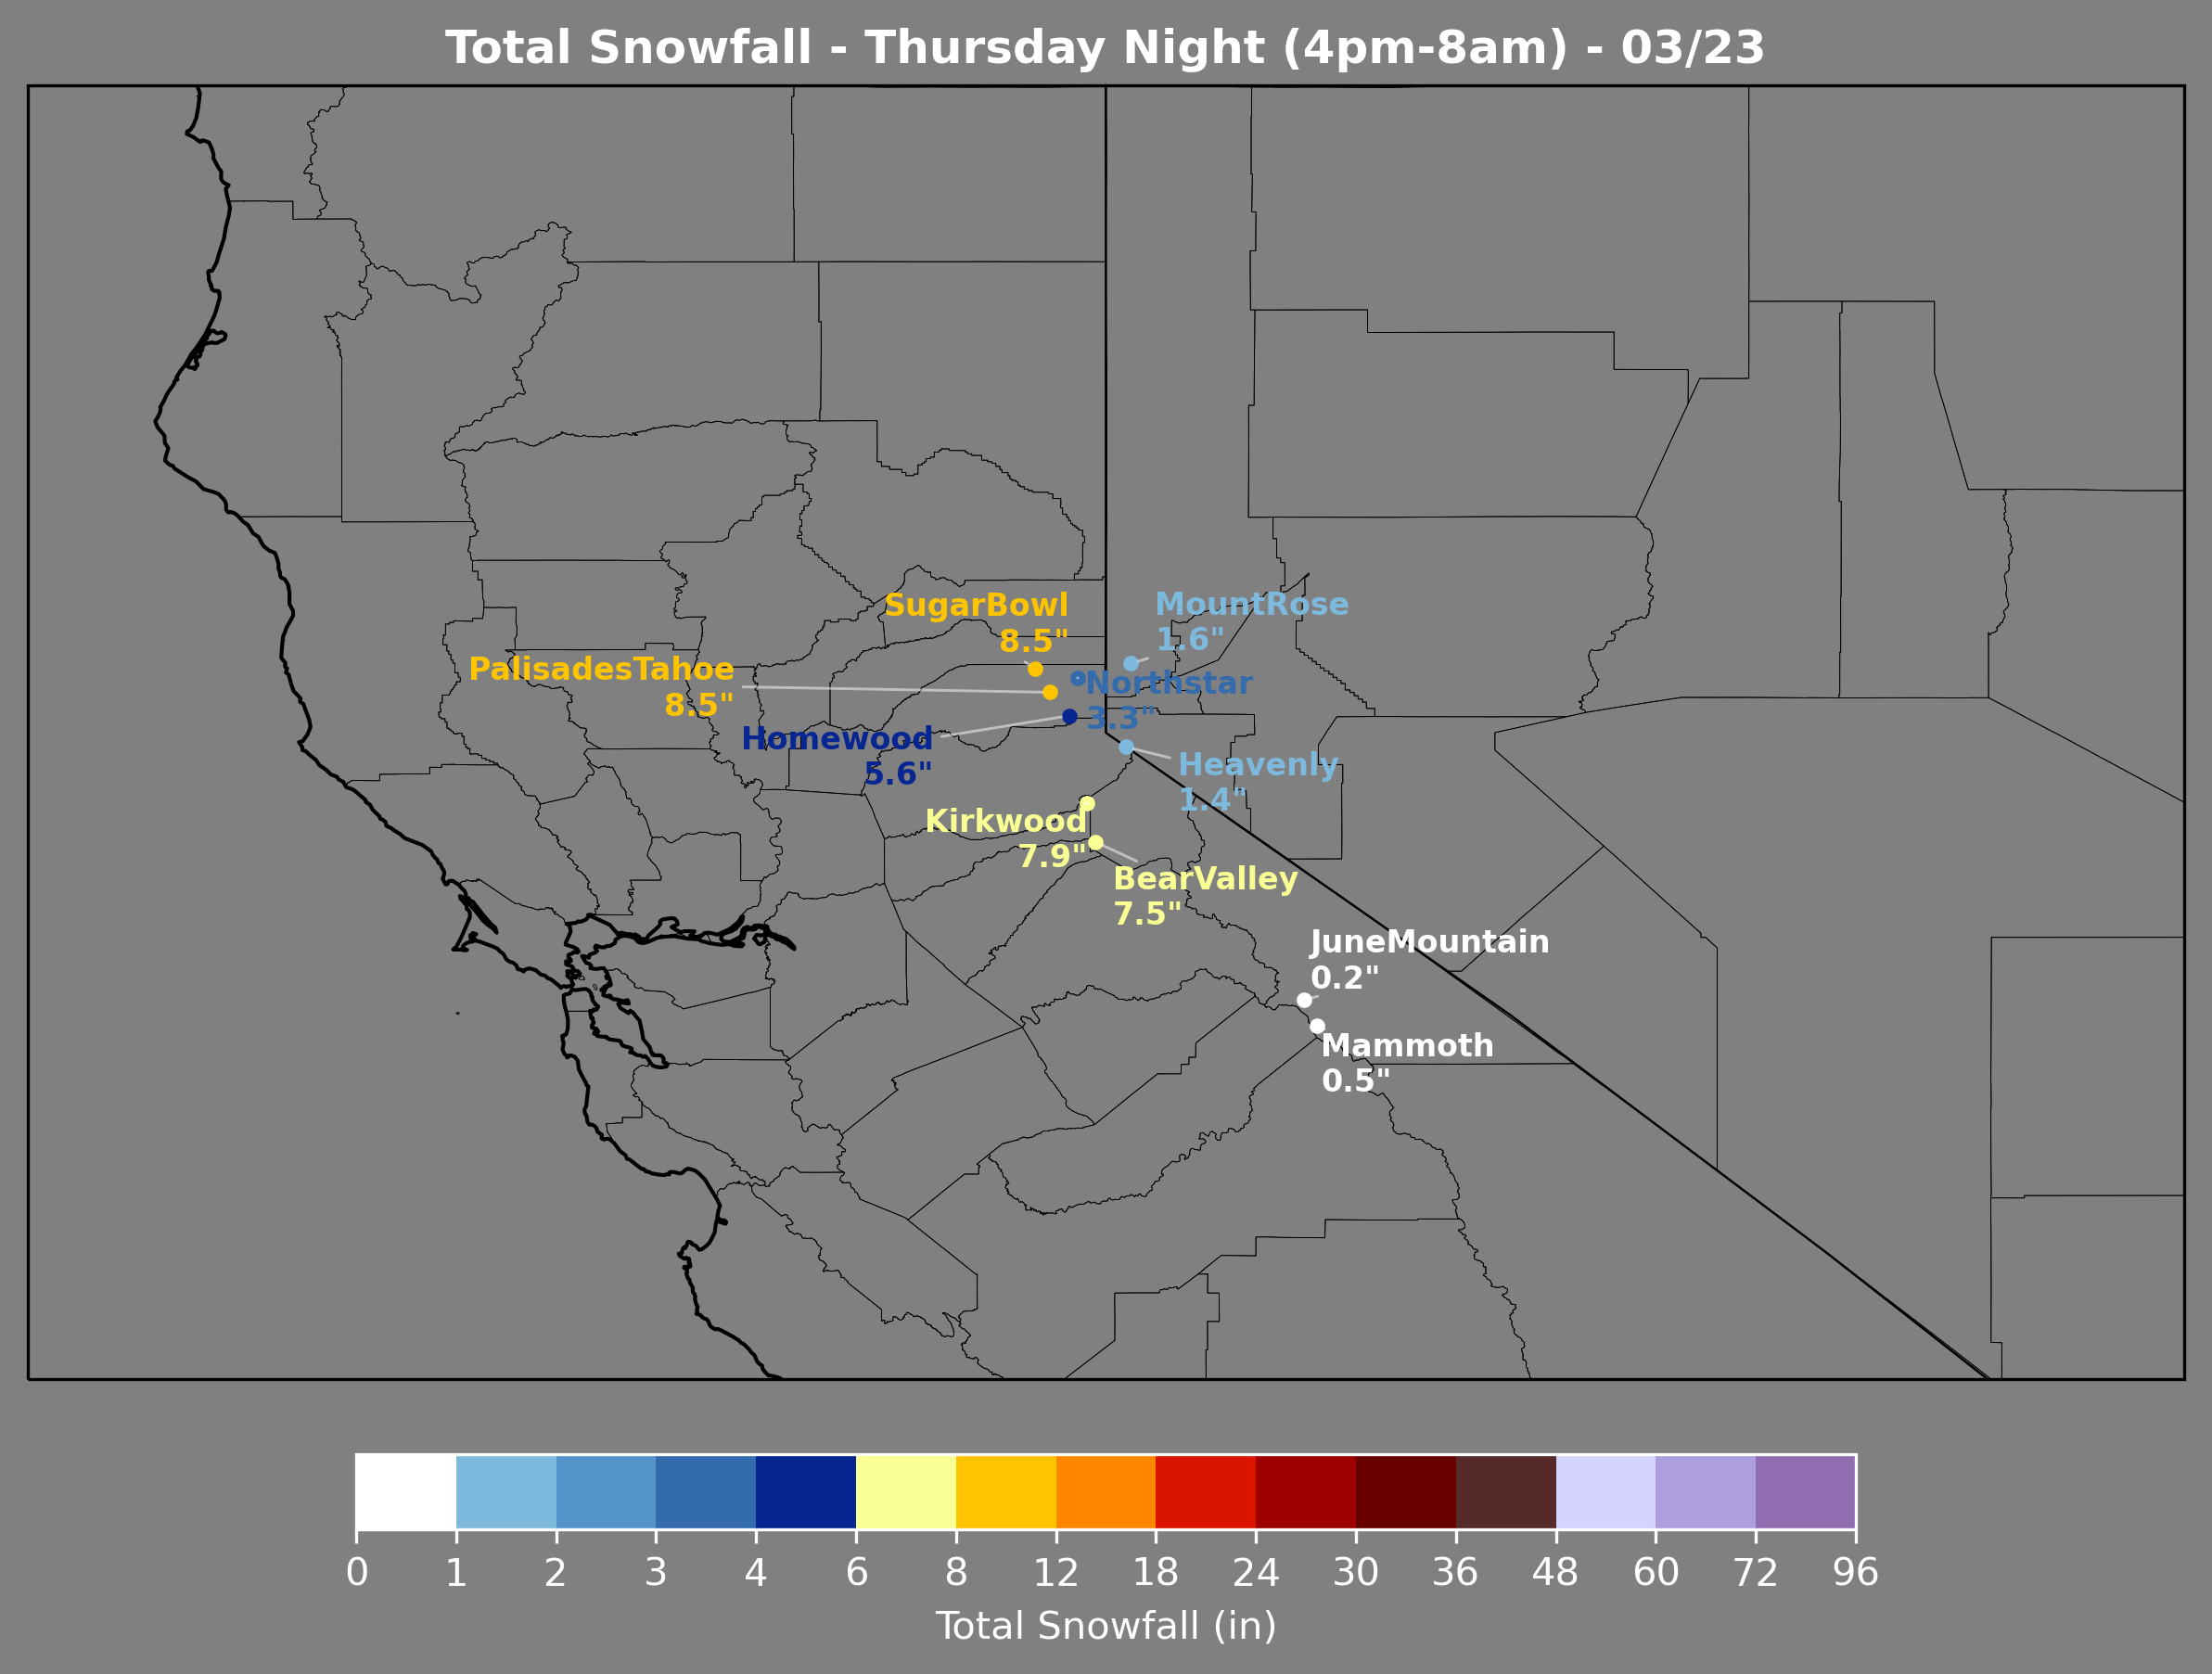 Total Snowfall - Thursday Night (4pm-8am) - 03/23
SugarBowl
8.5"
MountRose
1.6"
PalisadesTahoe
8.5"
Northstar
3.3"
Homewood
5.6"
Heavenly
1.4"
Kirkwood
7.9"
BearValley
7.5"
JuneMountain
0.2"
Mammoth
0.5"
0 1 2 3 4 6 8 12 18 24 30 36 48 60 72 96
Total Snowfall (in)